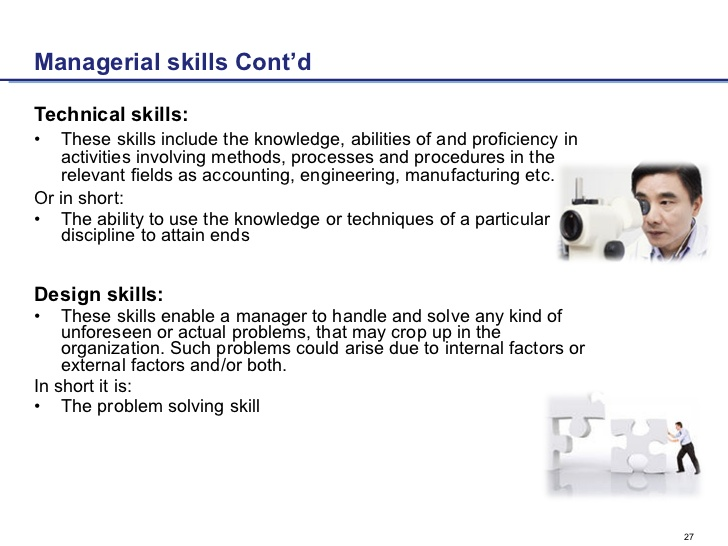 Managerial skills Cont’d
Technical skills:
• These skills include the knowledge, abilities of and proficiency in
activities involving methods, processes and procedures in the
relevant fields as accounting, engineering, manufacturing etc.
Or in short:
• The ability to use the knowledge or techniques of a particular
discipline to attain ends
Design skills:
• These skills enable a manager to handle and solve any kind of
unforeseen or actual problems, that may crop up in the
organization. Such problems could arise due to internal factors or
external factors and/or both.
In short it is:
• The problem solving skill
27